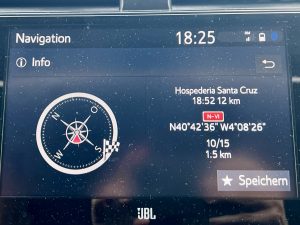 Navigation
18:25
Info
Hospederia Santa Cruz
18:52 12 km
N-VI
N40°42'36" W4°08'26"
10/15
1.5 km
N
O
S
W
★ Speichern
JBL